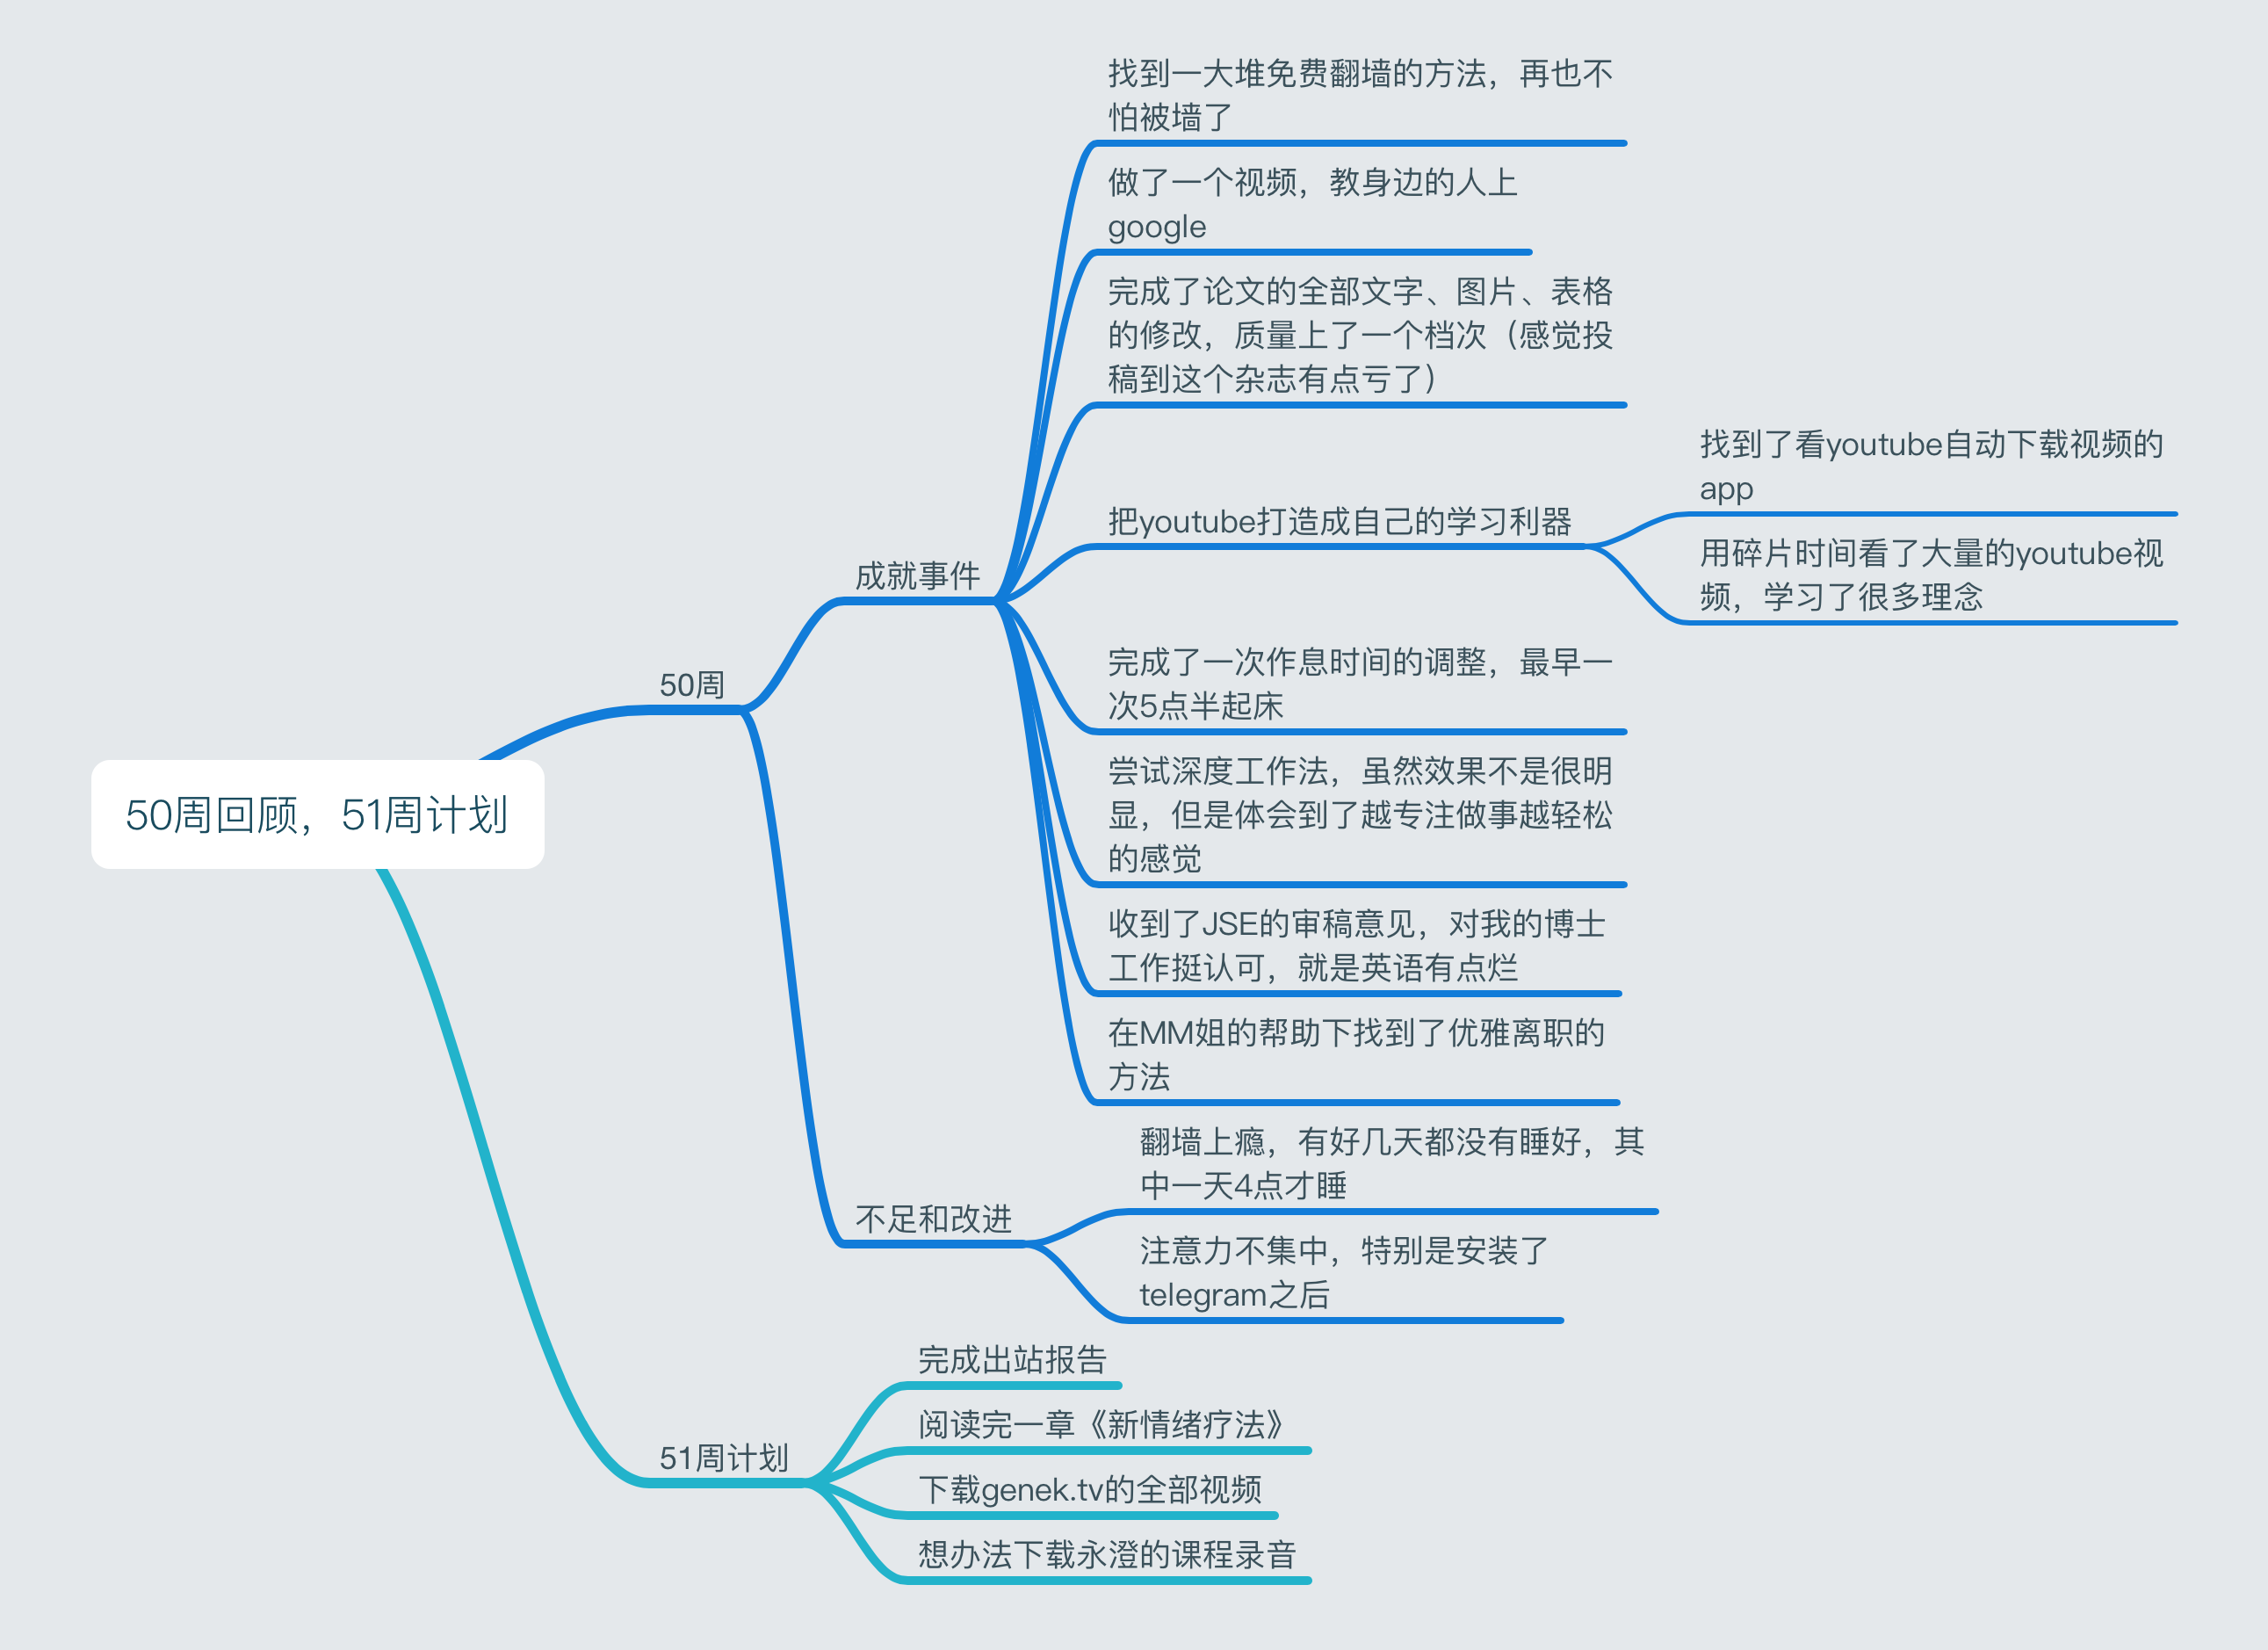 50周回顾，51周计划
50周
成就事件
找到一大堆免费翻墙的方法，再也不
怕被墙了
做了一个视频，教身边的人上
google
完成了论文的全部文字、图片、表格
的修改，质量上了一个档次（感觉投
稿到这个杂志有点亏了）
把youtube打造成自己的学习利器
找到了看youtube自动下载视频的
app
用碎片时间看了大量的youtube视
频，学习了很多理念
完成了一次作息时间的调整，最早一
次5点半起床
尝试深度工作法，虽然效果不是很明
显，但是体会到了越专注做事越轻松
的感觉
收到了JSE的审稿意见，对我的博士
工作挺认可，就是英语有点烂
在MM姐的帮助下找到了优雅离职的
方法
不足和改进
翻墙上瘾，有好几天都没有睡好，其
中一天4点才睡
注意力不集中，特别是安装了
telegram之后
51周计划
完成出站报告
阅读完一章《新情绪疗法》
下载genek.tv的全部视频
想办法下载永澄的课程录音